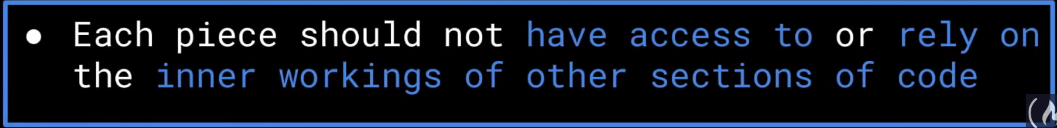 ● Each piece should not have access to or rely on
the inner workings of other sections of code